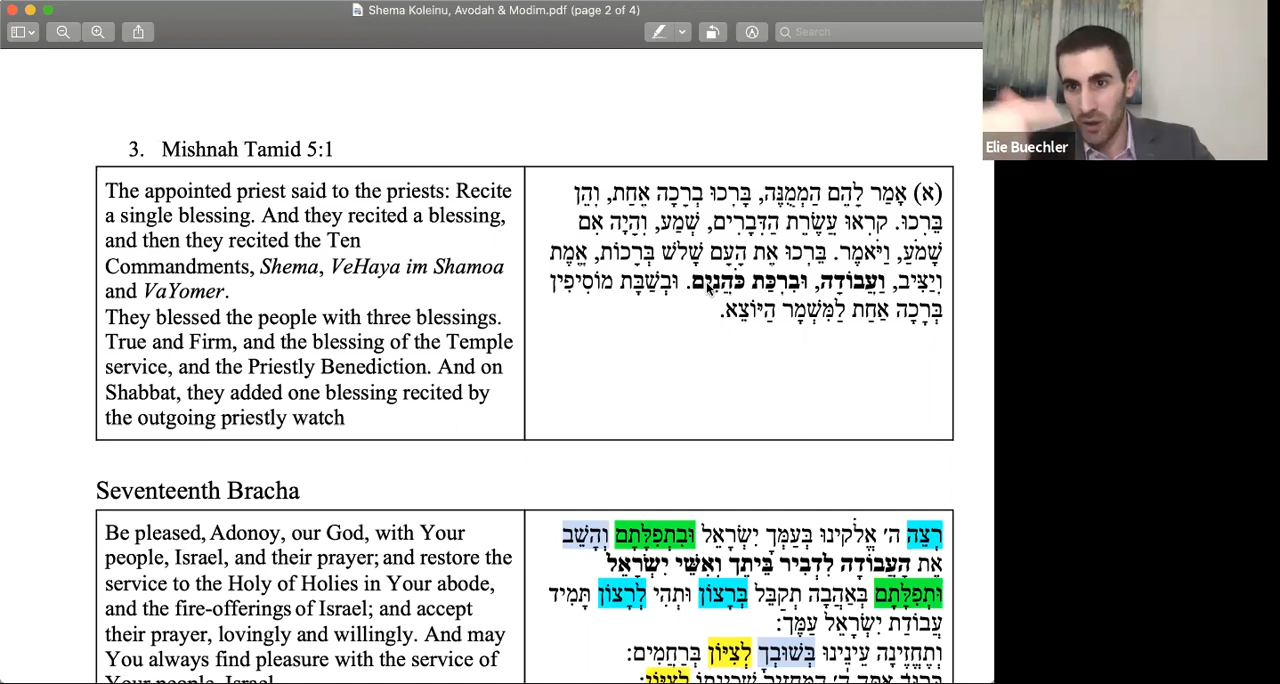 Shema Koleinu, Avodah & Modim.pdf (page 2 of 4)
Search
Elie Buechler
3. Mishnah Tamid 5:1
The appointed priest said to the priests: Recite
a single blessing. And they recited a blessing,
and then they recited the Ten
Commandments, Shema, VeHaya im Shamoa
and VaYomer.
They blessed the people with three blessings.
True and Firm, and the blessing of the Temple
service, and the Priestly Benediction. And on
Shabbat, they added one blessing recited by
the outgoing priestly watch
(א) אָמַר לָהֶם הַמְמֻנֶּה, בָּרְכוּ בְרָכָה אַחַת, וְהֵן
בֵּרְכוּ. קָרְאוּ עֲשֶׂרֶת הַדִּבָרִים, שְׁמַע, וְהָיָה אִם
שָׁמֹעַ, וַיֹּאמֶר. בֵּרְכוּ אֶת הָעָם שָׁלֹשׁ בְּרָכוֹת, אֱמֶת
וְיַצִּיב, וַעֲבוֹדָה, וּבִרְכַּת כֹּהֲנִיִם. וּבְשַׁבָּת מוֹסִיפִין
בְּרָכָה אַחַת לַמִּשְׁמָר הַיּוֹצֵא.
Seventeenth Bracha
Be pleased, Adonoy, our God, with Your
people, Israel, and their prayer; and restore the
service to the Holy of Holies in Your abode,
and the fire-offerings of Israel; and accept
their prayer, lovingly and willingly. And may
You always find pleasure with the service of
Your people, Israel.
רְצֵה ה' אֱלֹקֵינוּ בְּעַמְּךָ יִשְׂרָאֵל וּבִתְפִלָּתָם וְהָשֵׁב
אֶת הָעֲבוֹדָה לִדְבִיר בֵּיתֶךָ וְאִשֵּׁי יִשְׂרָאֵל
וּתְפִלָּתָם בְּאַהֲבָה תְקַבֵּל בְּרָצוֹן וּתְהִי לְרָצוֹן תָּמִיד
עֲבוֹדַת יִשְׂרָאֵל עַמֶּךָ:
וְתֶחֱזֶינָה עֵינֵינוּ בְּשׁוּבְךָ לְצִיּוֹן בְּרַחֲמִים:
בָּרוּךְ אַתָּה ה' הַמַּחֲזִיר שְׁכִינָתוֹ לְצִיּוֹן: